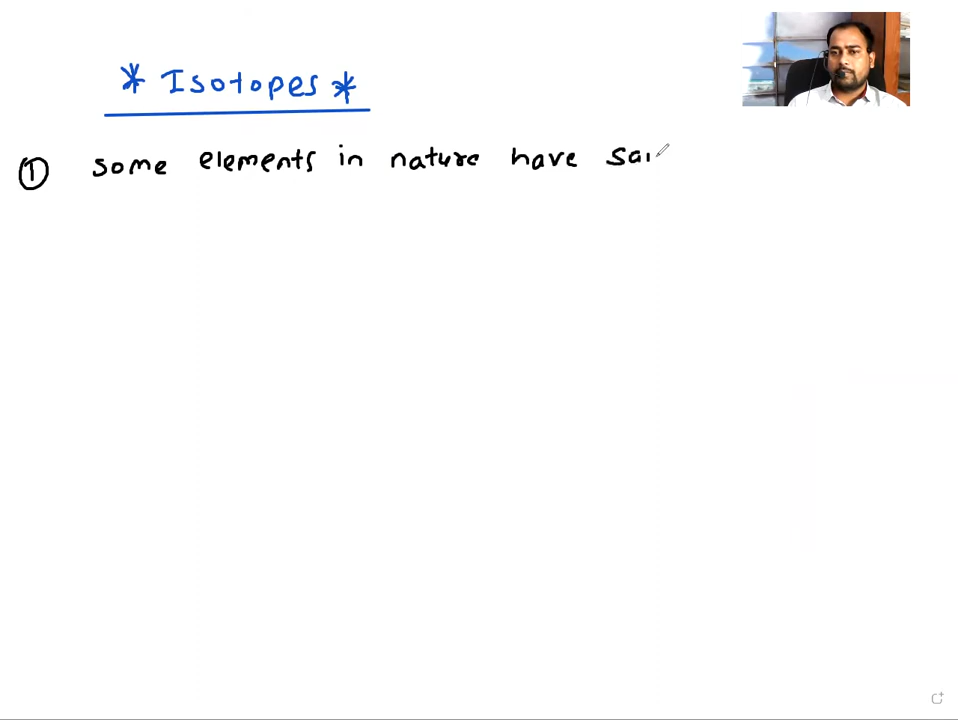 * Isotopes *
① Some elements in nature have